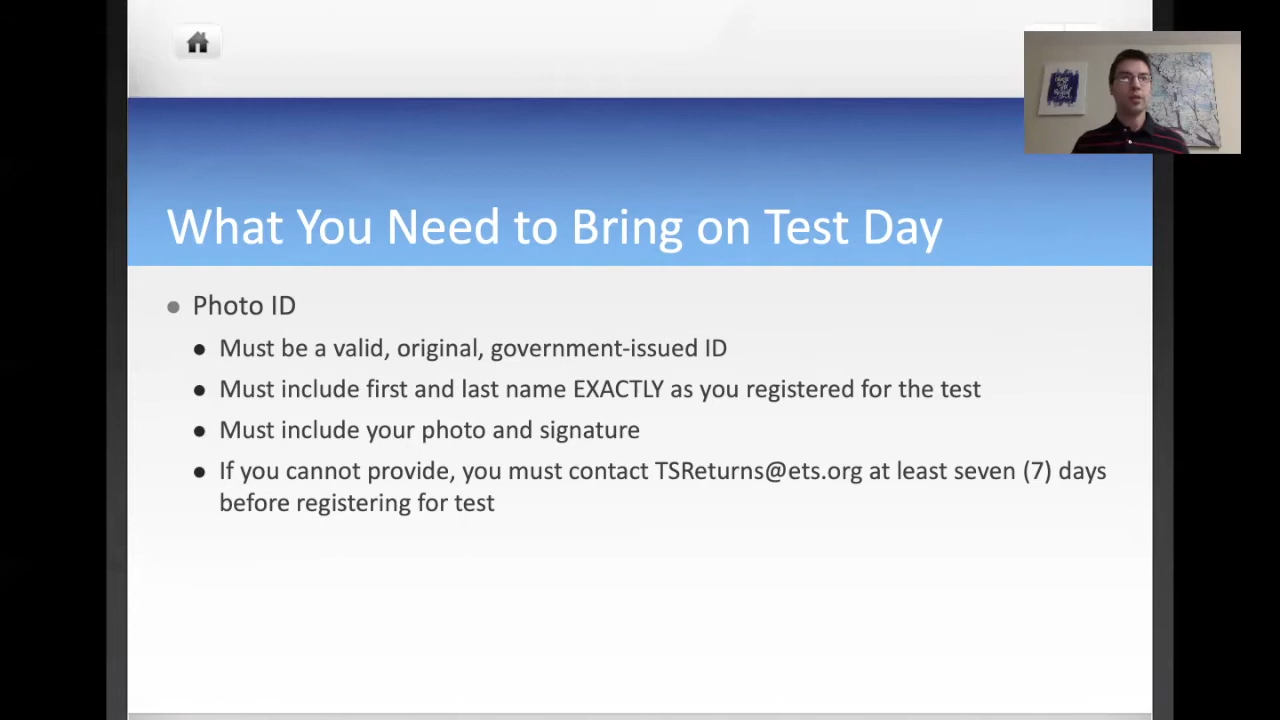 What You Need to Bring on Test Day
Photo ID
Must be a valid, original, government-issued ID
Must include first and last name EXACTLY as you registered for the test
Must include your photo and signature
If you cannot provide, you must contact TSReturns@ets.org at least seven (7) days
before registering for test